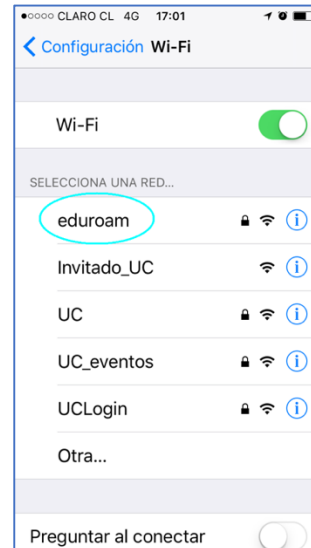 CLARO CL 4G 17:01
Configuración Wi-Fi
Wi-Fi
SELECCIONA UNA RED...
eduroam
Invitado_UC
UC
UC_eventos
UCLogin
Otra...
Preguntar al conectar